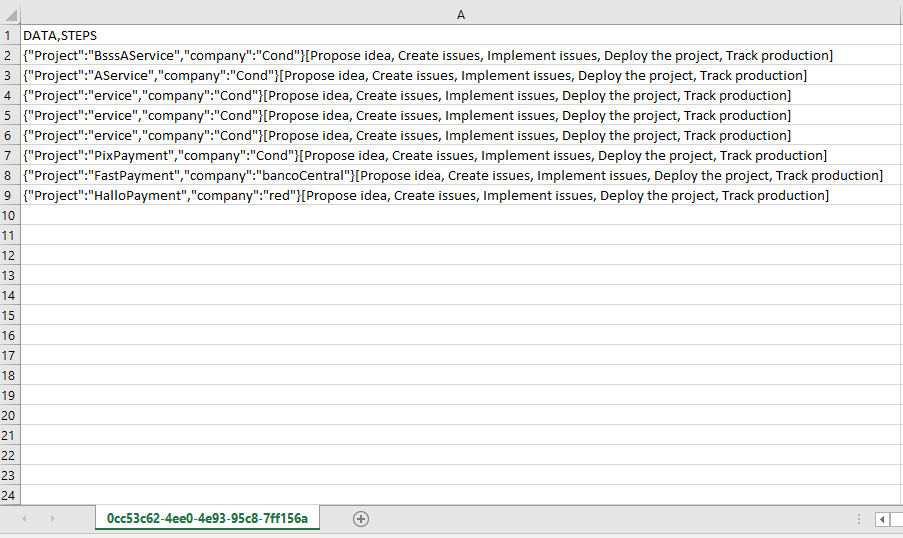 A
1 DATA,STEPS
2 {"Project":"BsssAService","company":"Cond"}[Propose idea, Create issues, Implement issues, Deploy the project, Track production]
3 {"Project":"AService","company":"Cond"}[Propose idea, Create issues, Implement issues, Deploy the project, Track production]
4 {"Project":"ervice","company":"Cond"}[Propose idea, Create issues, Implement issues, Deploy the project, Track production]
5 {"Project":"ervice","company":"Cond"}[Propose idea, Create issues, Implement issues, Deploy the project, Track production]
6 {"Project":"ervice","company":"Cond"}[Propose idea, Create issues, Implement issues, Deploy the project, Track production]
7 {"Project":"PixPayment","company":"Cond"}[Propose idea, Create issues, Implement issues, Deploy the project, Track production]
8 {"Project":"FastPayment","company":"bancoCentral"}[Propose idea, Create issues, Implement issues, Deploy the project, Track production]
9 {"Project":"HalloPayment","company":"red"}[Propose idea, Create issues, Implement issues, Deploy the project, Track production]
10
11
12
13
14
15
16
17
18
19
20
21
22
23
24
0cc53c62-4ee0-4e93-95c8-7ff156a